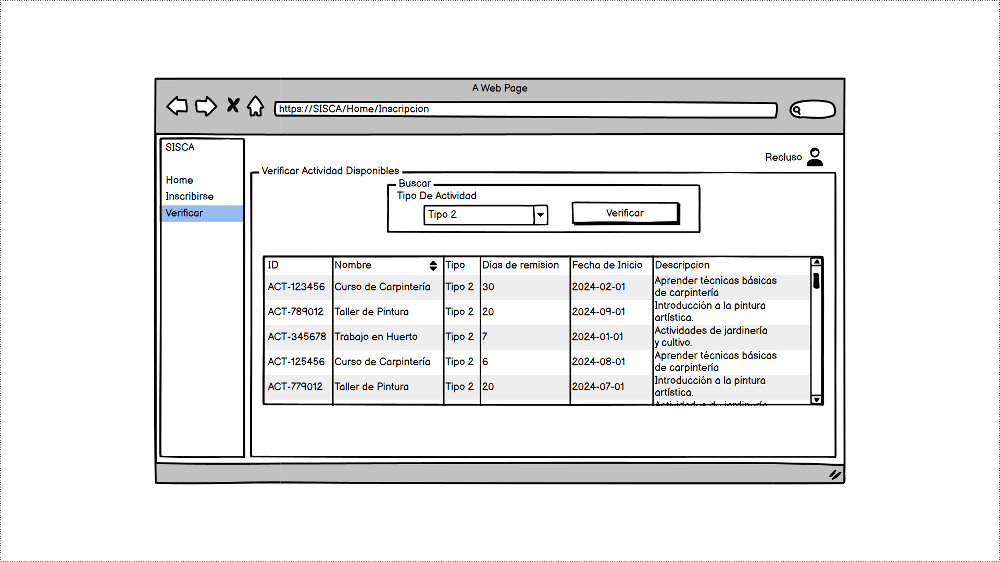 A Web Page
https://SISCA/Home/Inscripcion
SISCA
Home
Inscribirse
Verificar
Recluso
Verificar Actividad Disponibles
Buscar
Tipo De Actividad
Tipo 2
Verificar
ID Nombre Tipo Dias de remision Fecha de Inicio Descripcion
ACT-123456 Curso de Carpintería Tipo 2 30 2024-02-01 Aprender técnicas básicas
de carpintería
ACT-789012 Taller de Pintura Tipo 2 20 2024-09-01 Introducción a la pintura
artística.
ACT-345678 Trabajo en Huerto Tipo 2 7 2024-01-01 Actividades de jardinería
y cultivo.
ACT-125456 Curso de Carpintería Tipo 2 6 2024-08-01 Aprender técnicas básicas
de carpintería
ACT-779012 Taller de Pintura Tipo 2 20 2024-07-01 Introducción a la pintura
artística.
Actividades de jardinería